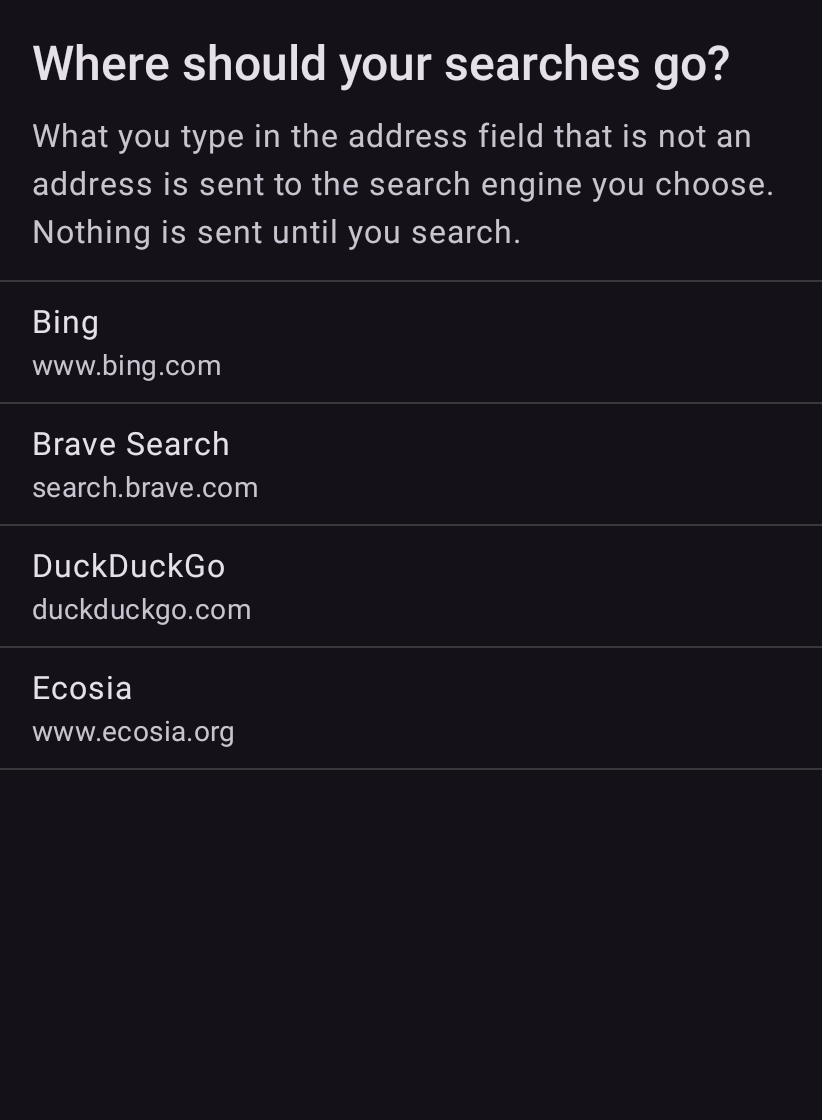 Where should your searches go?
What you type in the address field that is not an
address is sent to the search engine you choose.
Nothing is sent until you search.
Bing
www.bing.com
Brave Search
search.brave.com
DuckDuckGo
duckduckgo.com
Ecosia
www.ecosia.org